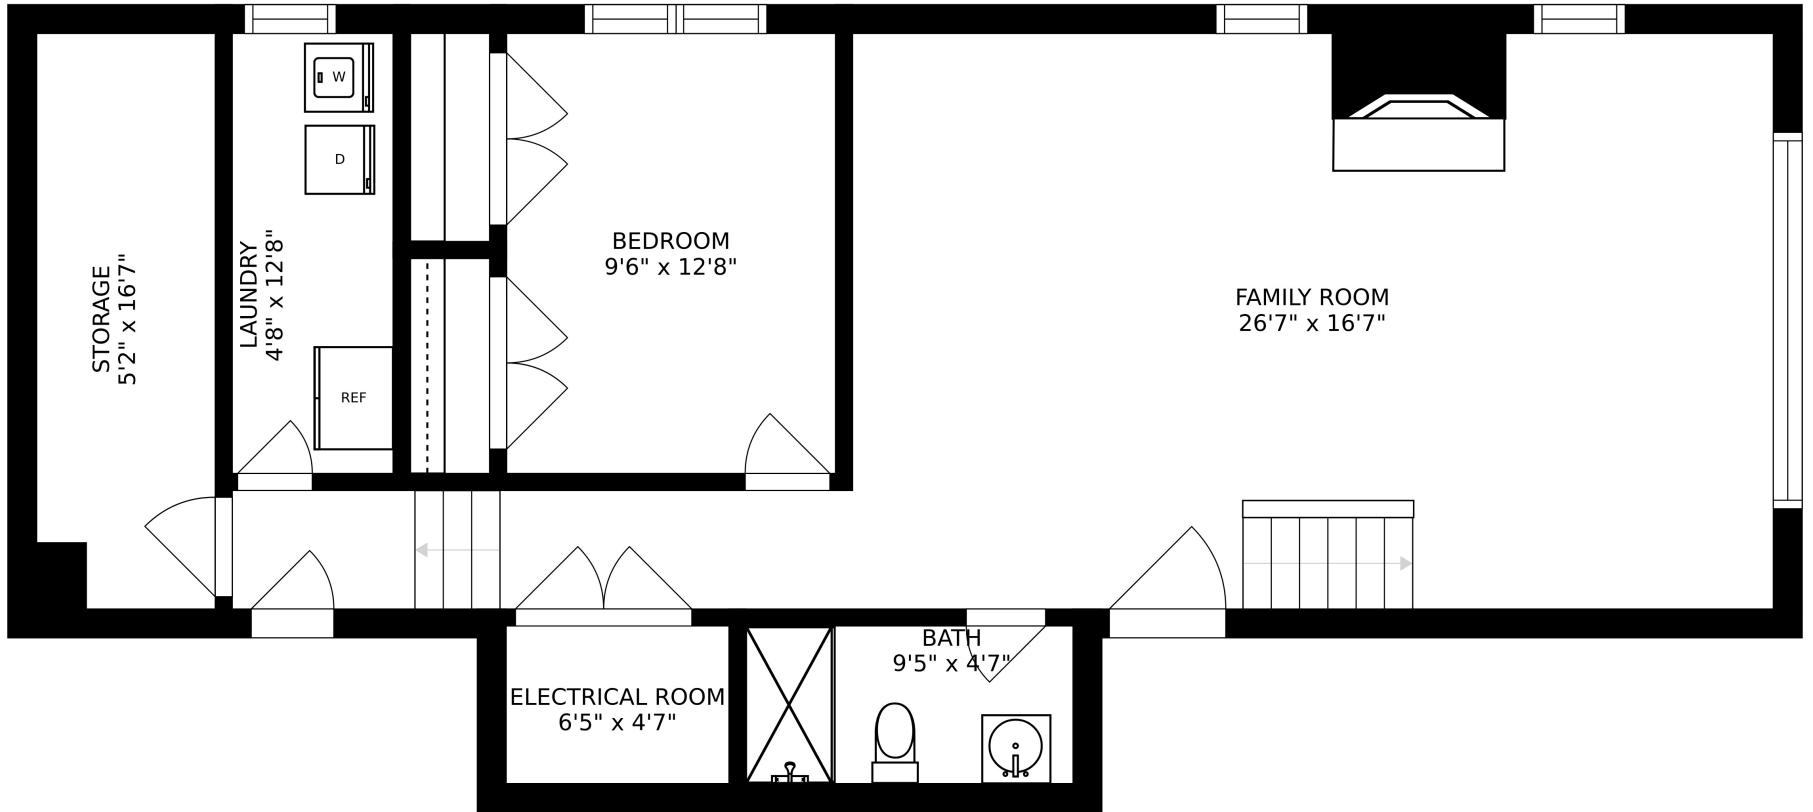 W
D
STORAGE
5'2" x 16'7"
LAUNDRY
4'8" x 12'8"
REF
BEDROOM
9'6" x 12'8"
FAMILY ROOM
26'7" x 16'7"
ELECTRICAL ROOM
6'5" x 4'7"
BATH
9'5" x 4'7"